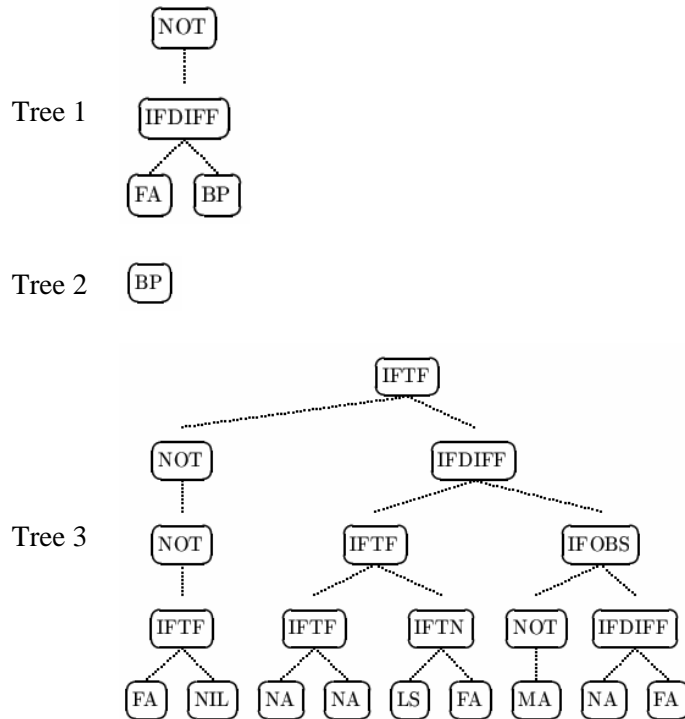 NOT
Tree 1
IFDIFF
FA BP
Tree 2
BP
IFTF
NOT IFDIFF
Tree 3
NOT IFTF IFOBS
IFTF IFTF IFTN NOT IFDIFF
FA NIL NA NA LS FA MA NA FA